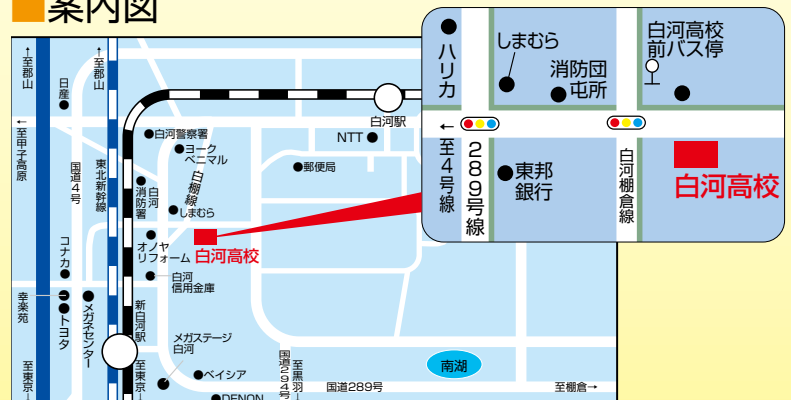 案内図
←至郡山
日産
←至郡山
←至甲子高原
国道4号
東北新幹線
白河駅
NTT
白河警察署
ヨーク
ベニマル
郵便局
白棚線
白河
消防署
しまむら
オノヤ
リフォーム
白河高校
白河
信用金庫
コナカ
幸楽苑
トヨタ
メガネセンター
新白河駅
メガステージ
白河
ベイシア
DENON
至東京→
至東京→
国道294号
至黒羽→
国道289号
南湖
至棚倉→
ハリカ
しまむら
消防団
屯所
白河高校
前バス停
←至4号線
289号線
東邦
銀行
白河棚倉線
白河高校